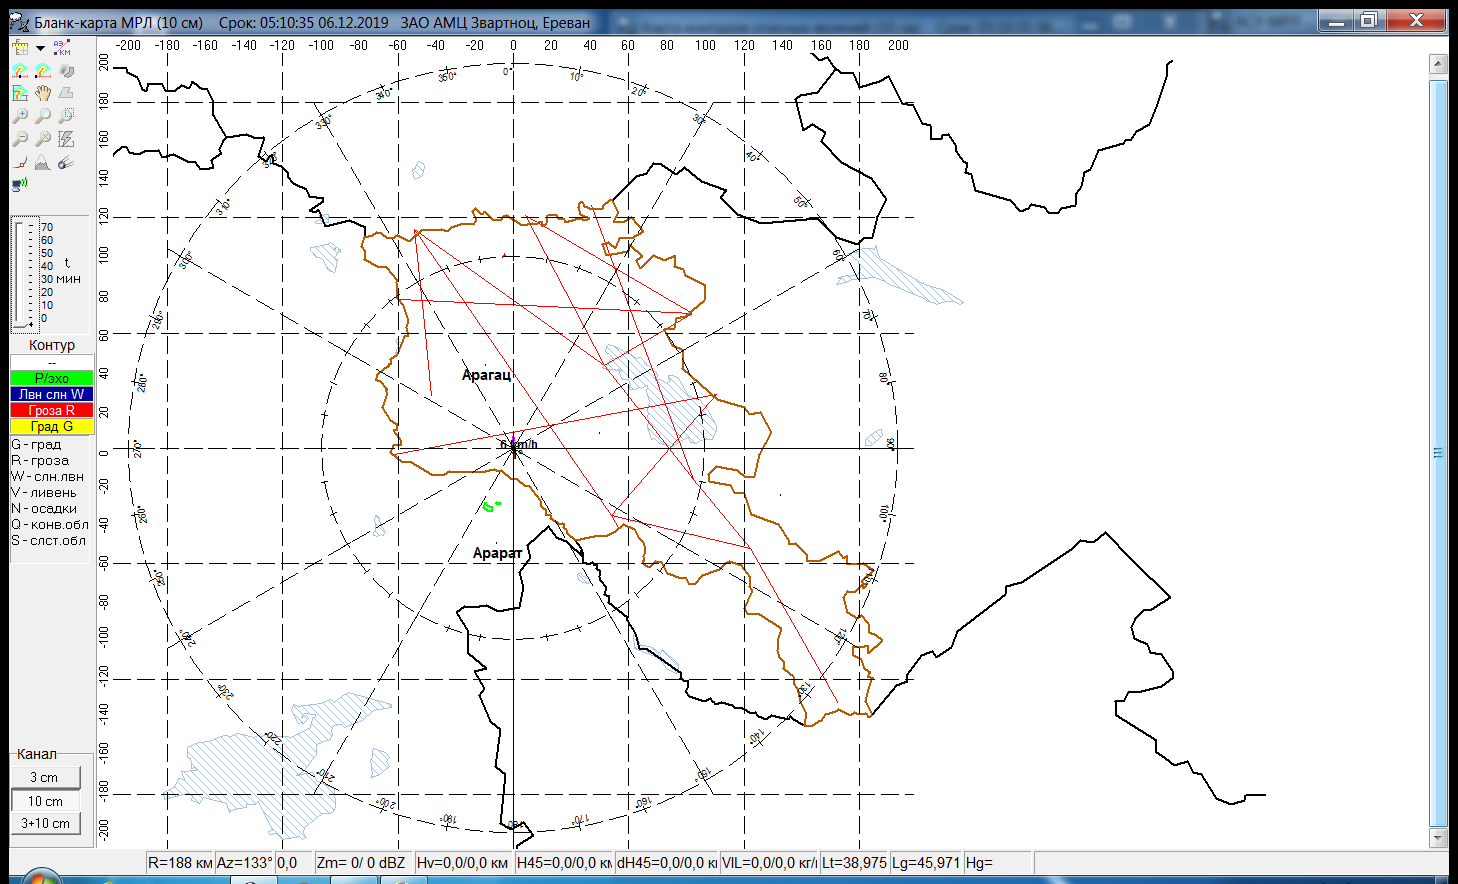 Бланк-карта МРЛ (10 см) Срок: 05:10:35 06.12.2019 ЗАО АМЦ Звартноц, Ереван
-200 -180 -160 -140 -120 -100 -80 -60 -40 -20 0 20 40 60 80 100 120 140 160 180 200
200
180
160
140
120
100
80
60
40
20
0
-20
-40
-60
-80
-100
-120
-140
-160
-180
-200
70
60
50
40 t
30 мин
20
10
0
Контур
--
Р/эхо
Лвн слн W
Гроза R
Град G
G - град
R - гроза
W - слн.лвн
V - ливень
N - осадки
Q - конв.обл
S - слст.обл
Канал
3 cm
10 cm
3+10 cm
0°
10°
20°
30°
40°
50°
60°
70°
80°
90°
100°
120°
130°
140°
150°
160°
170°
180°
190°
200°
210°
220°
230°
240°
250°
260°
270°
280°
290°
300°
310°
330°
340°
350°
Арагац
Арарат
R=188 км Az=133° 0,0 Zm= 0/ 0 dBZ Hv=0,0/0,0 км H45=0,0/0,0 dH45=0,0/0,0 VIL=0,0/0,0 Lt=38,975 Lg=45,971 Hg=